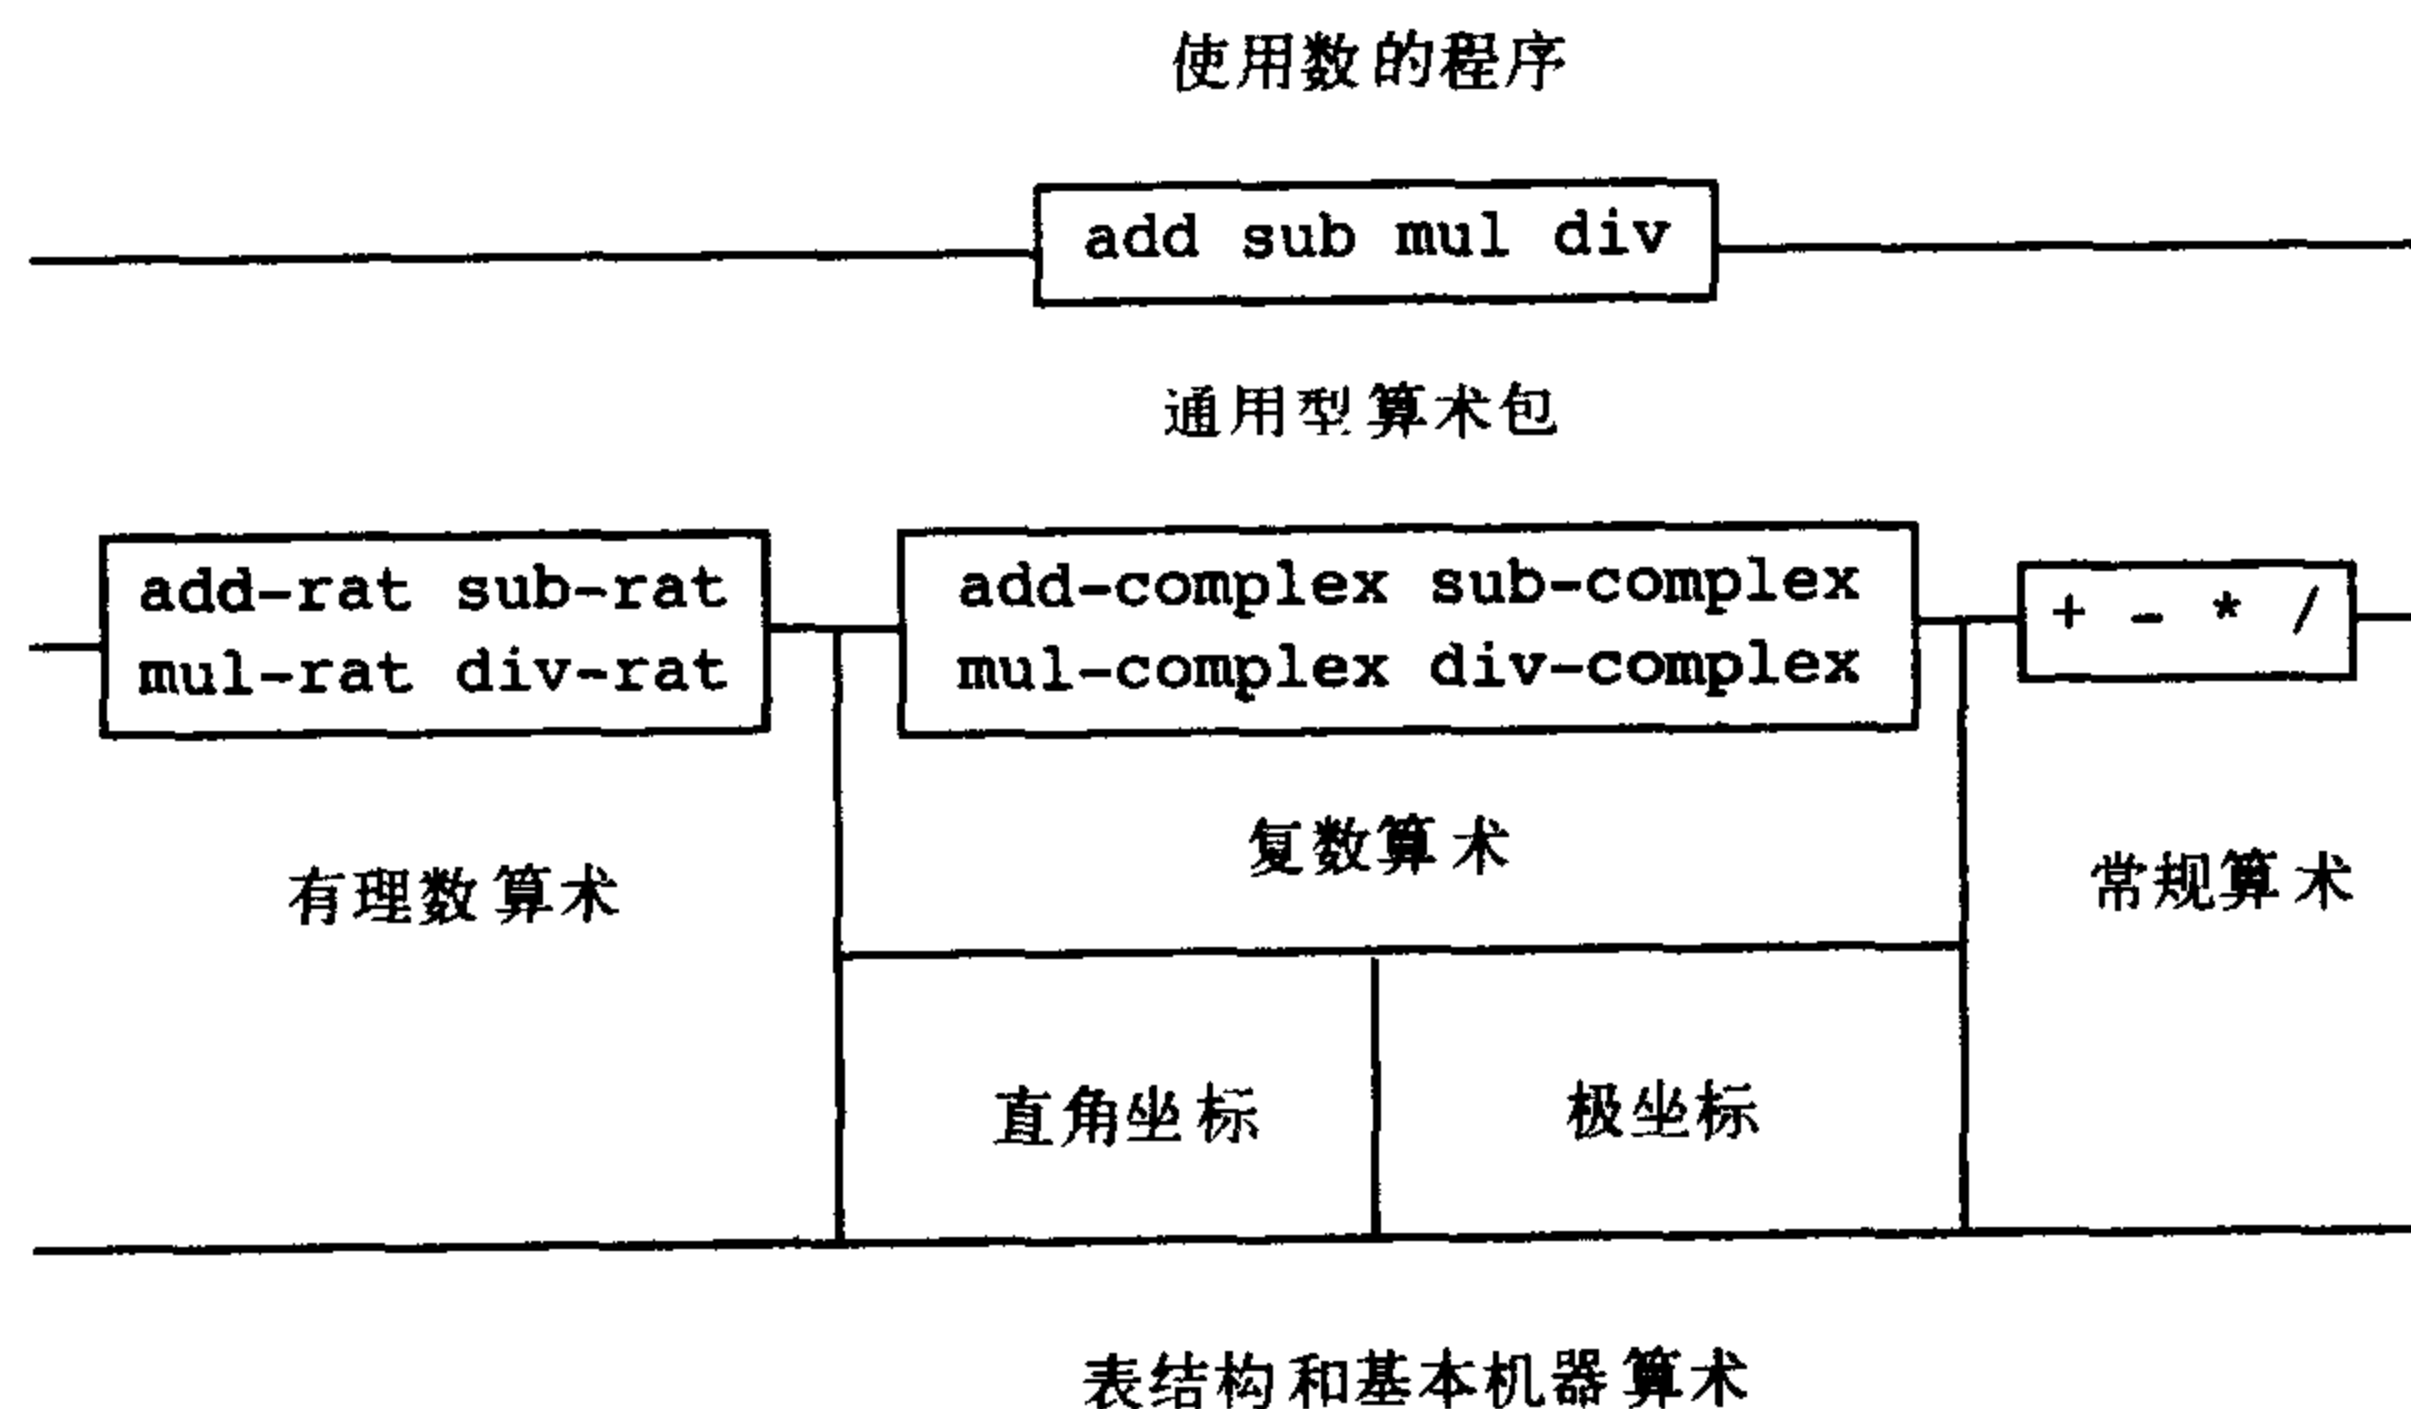 使用数的程序
add sub mul div
通用型算术包
add-rat sub-rat
mul-rat div-rat
add-complex sub-complex
mul-complex div-complex
+ - * /
有理数算术
复数算术
常规算术
直角坐标
极坐标
表结构和基本机器算术